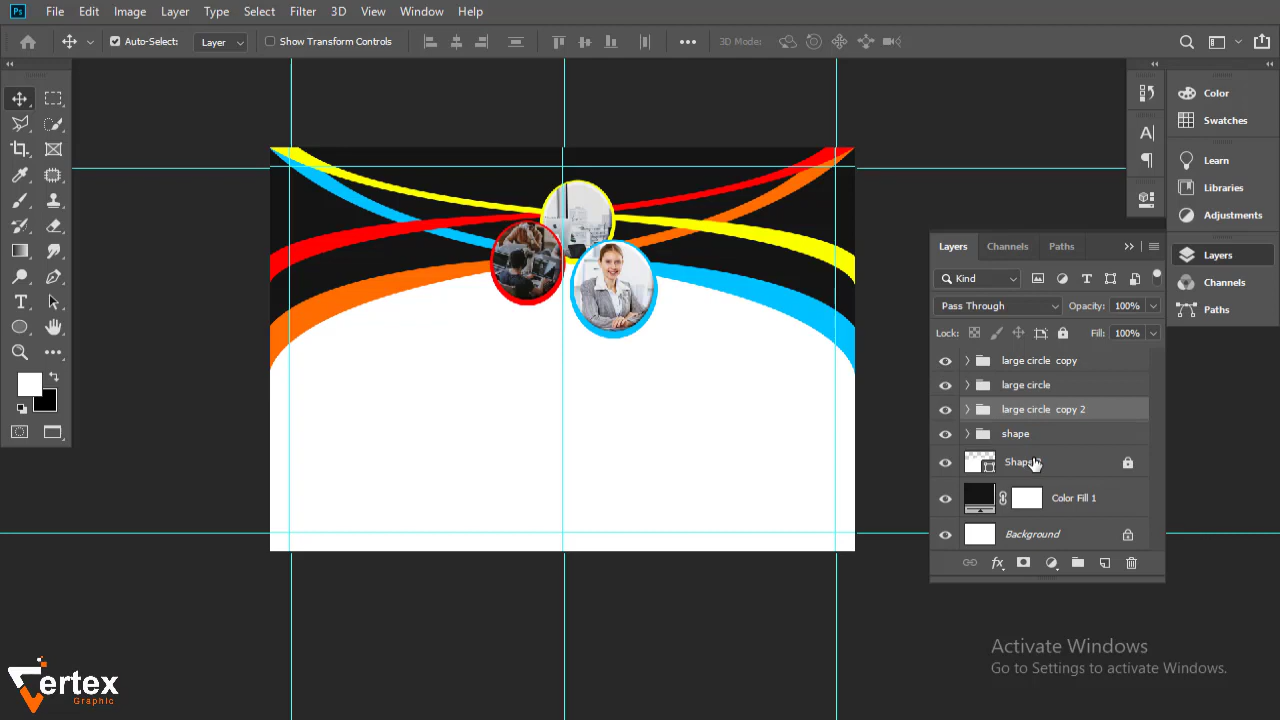 Ps File Edit Image Layer Type Select Filter 3D View Window Help
Auto-Select: Layer Show Transform Controls 3D Mode:
Color
Swatches
Learn
Libraries
Adjustments
Layers
Channels
Paths
Layers Channels Paths
Kind
Pass Through Opacity: 100%
Lock: Fill: 100%
large circle copy
large circle
large circle copy 2
shape
Color Fill 1
Background
fx
Activate Windows
Go to Settings to activate Windows.
Vertex
Graphic